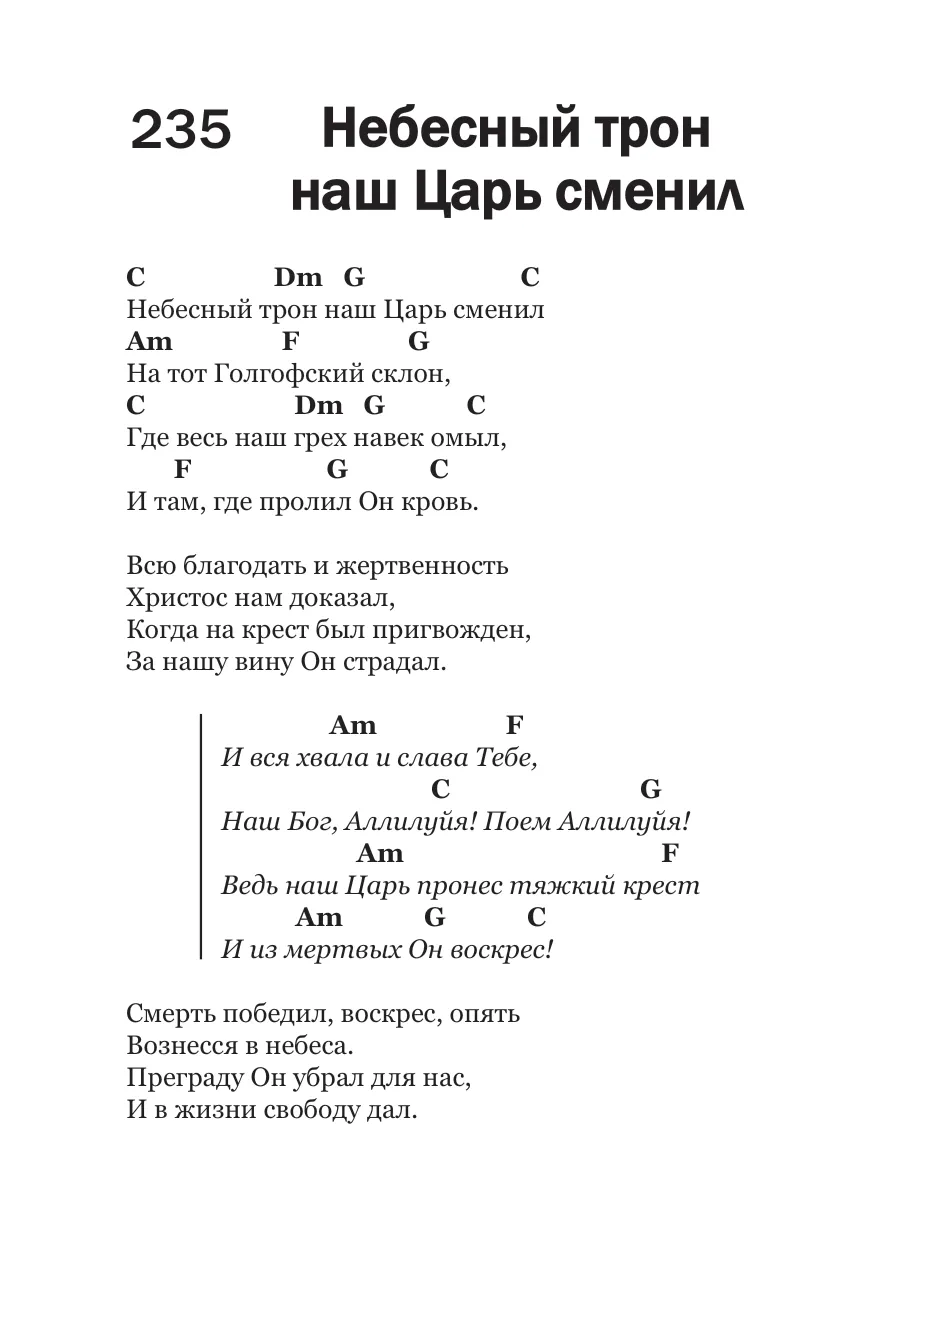 235 Небесный трон
наш Царь сменил
C Dm G C
Небесный трон наш Царь сменил
Am F G
На тот Голгофский склон,
C Dm G C
Где весь наш грех навек омыл,
F G C
И там, где пролил Он кровь.
Всю благодать и жертвенность
Христос нам доказал,
Когда на крест был пригвожден,
За нашу вину Он страдал.
Am F
И вся хвала и слава Тебе,
C G
Наш Бог, Аллилуйя! Поем Аллилуйя!
Am F
Ведь наш Царь пронес тяжкий крест
Am G C
И из мертвых Он воскрес!
Смерть победил, воскрес, опять
Вознесся в небеса.
Преграду Он убрал для нас,
И в жизни свободу дал.